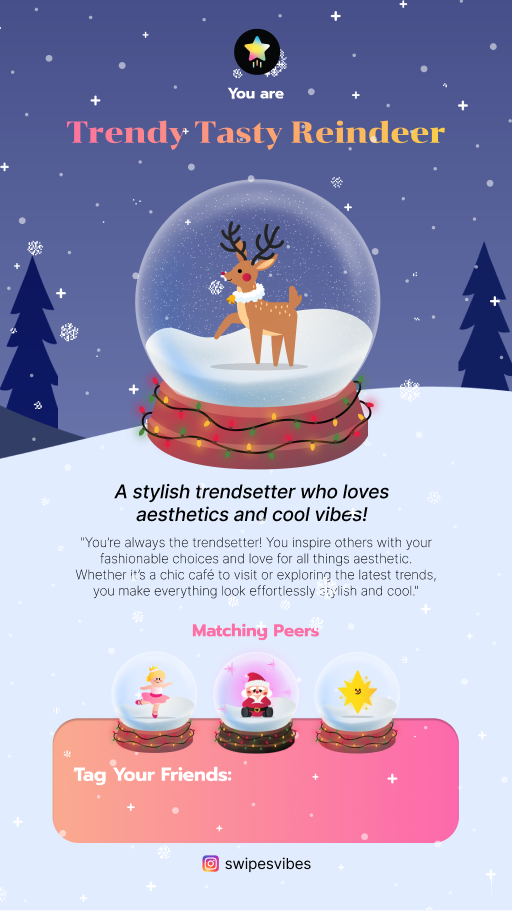 You are
Trendy Tasty Reindeer
A stylish trendsetter who loves
aesthetics and cool vibes!
"You're always the trendsetter! You inspire others with your
fashionable choices and love for all things aesthetic.
Whether it's a chic café to visit or exploring the latest trends,
you make everything look effortlessly stylish and cool."
Matching Peers
Tag Your Friends:
swipesvibes